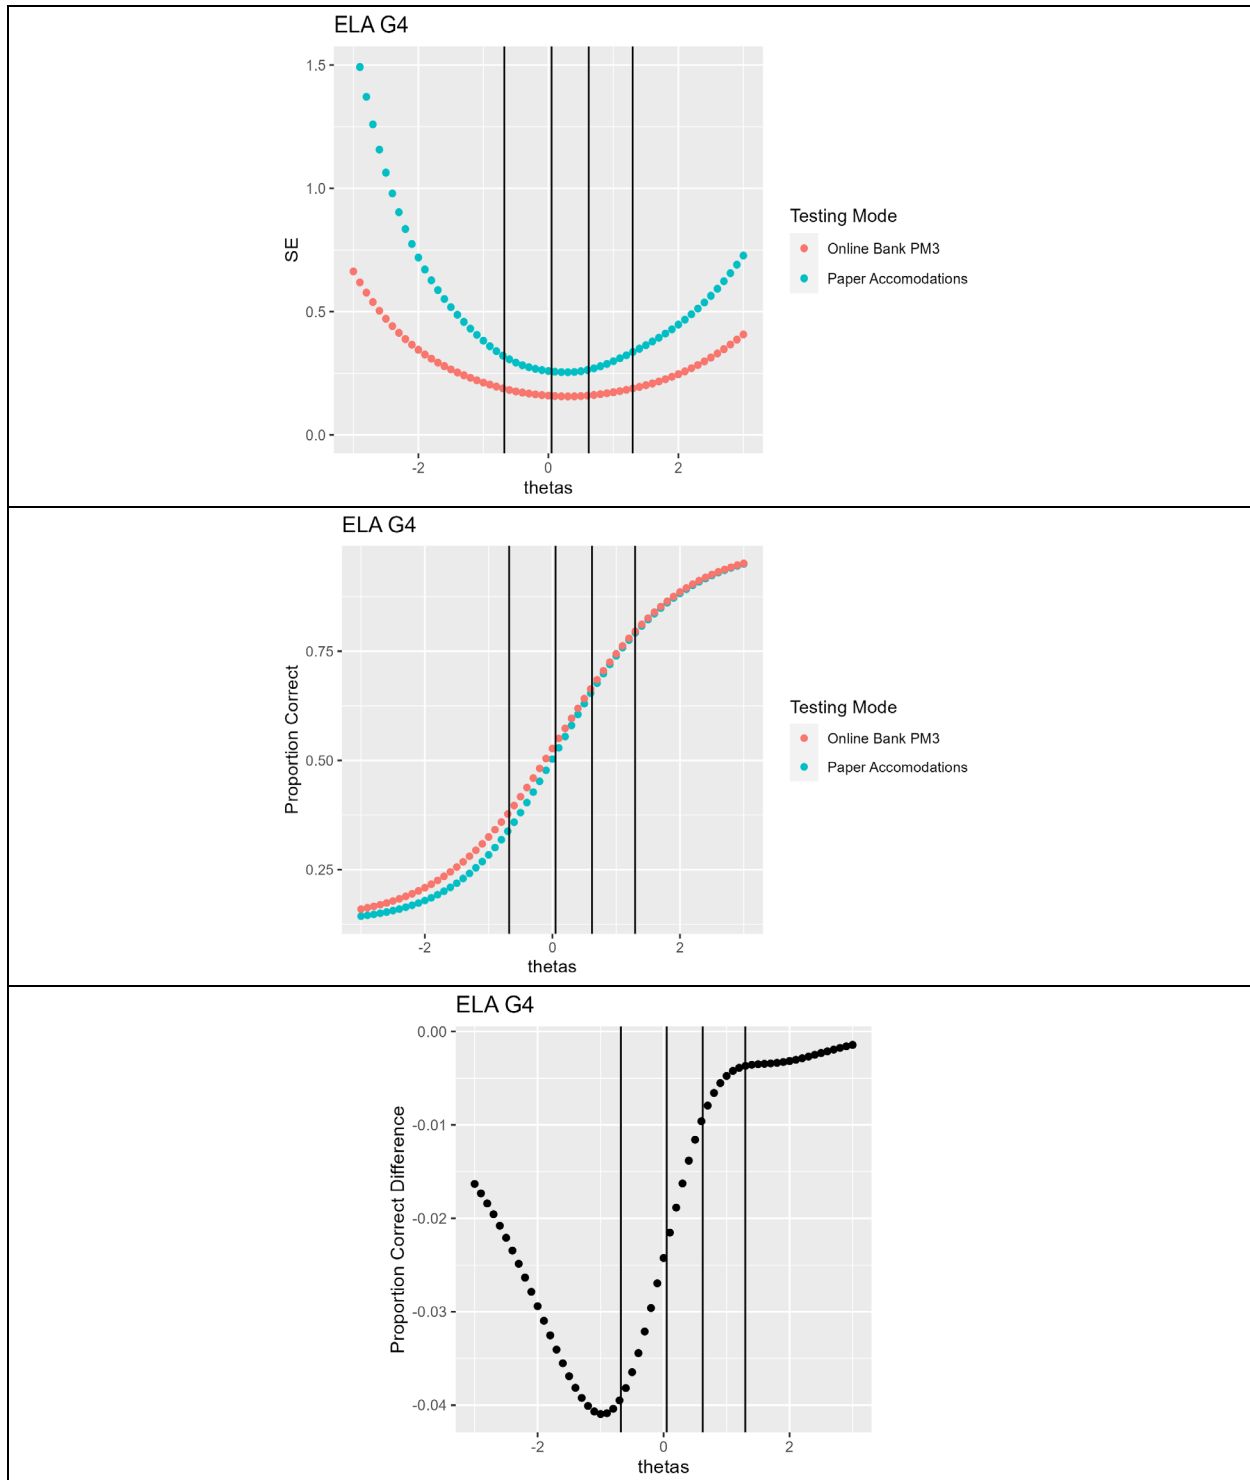 ELA G4
1.5
1.0
0.5
0.0
SE
-2 0 2
thetas
Testing Mode
Online Bank PM3
Paper Accomodations
ELA G4
0.75
0.50
0.25
Proportion Correct
-2 0 2
thetas
Testing Mode
Online Bank PM3
Paper Accomodations
ELA G4
0.00
-0.01
-0.02
-0.03
-0.04
Proportion Correct Difference
-2 0 2
thetas